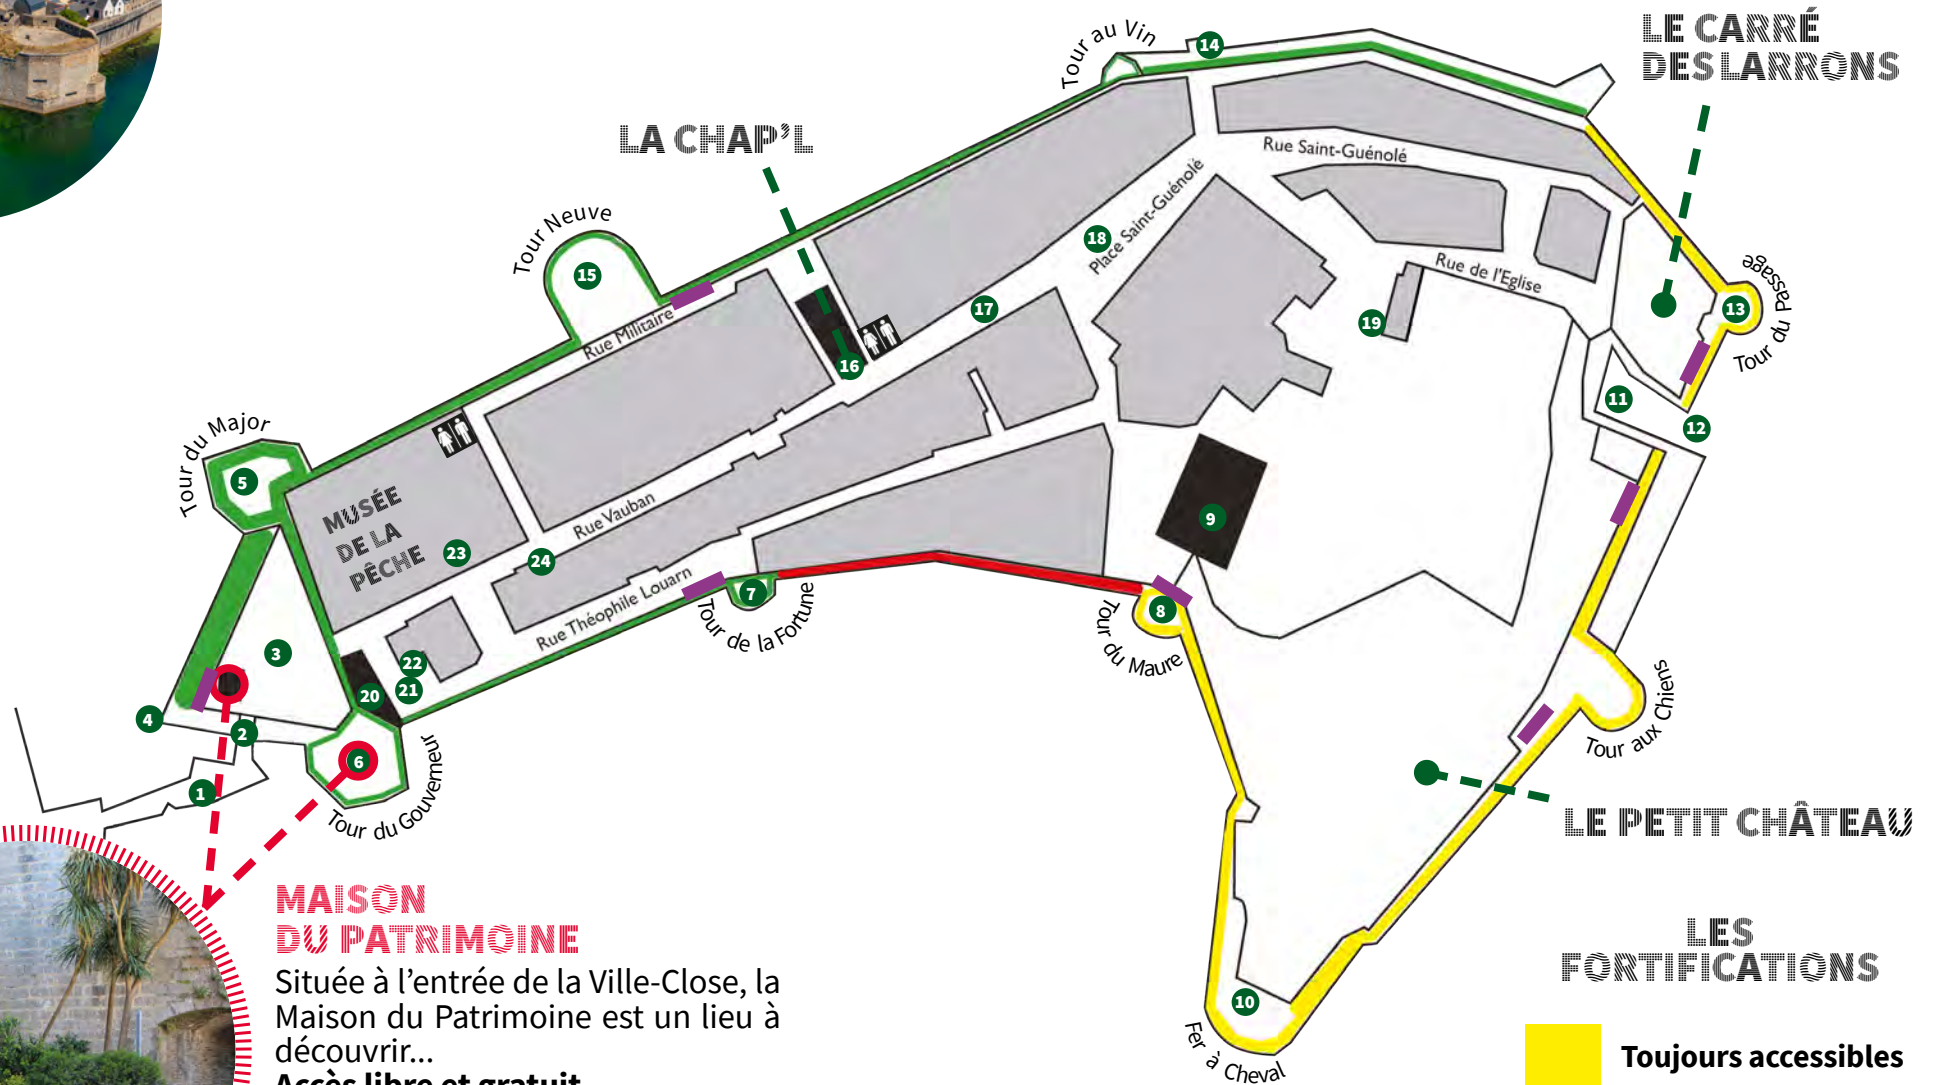 LE CARRÉ
DES LARRONS
Tour au Vin
14
LA CHAP'L
Rue Saint-Guénolé
Place Saint-Guénolé
18
Tour Neuve
15
Rue de l'Eglise
Tour du Passage
13
17
19
Rue Militaire
16
11
12
Tour du Major
5
MUSÉE
DE LA
PÊCHE
23
Rue Vauban
24
9
Rue Théophile Louarn
7
Tour de la Fortune
8
Tour du Maure
3
22
21
20
4
2
6
1
Tour du Gouverneur
Tour aux Chiens
LE PETIT CHÂTEAU
10
Fer à Cheval
MAISON
DU PATRIMOINE
Située à l'entrée de la Ville-Close, la
Maison du Patrimoine est un lieu à
découvrir...
Accès libre et gratuit
LES
FORTIFICATIONS
Toujours accessibles